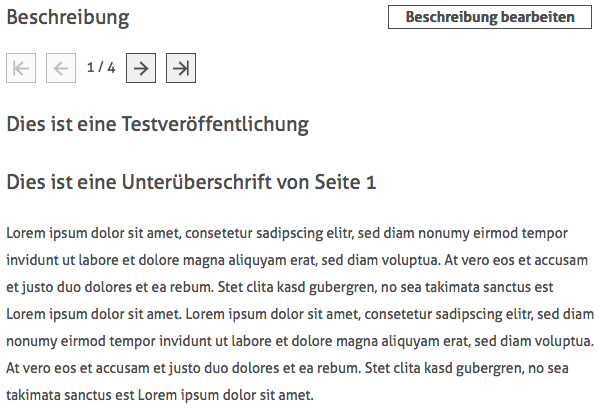 Beschreibung
Beschreibung bearbeiten
1 / 4
Dies ist eine Testveröffentlichung
Dies ist eine Unterüberschrift von Seite 1
Lorem ipsum dolor sit amet, consetetur sadipscing elitr, sed diam nonumy eirmod tempor
invidunt ut labore et dolore magna aliquyam erat, sed diam voluptua. At vero eos et accusam
et justo duo dolores et ea rebum. Stet clita kasd gubergren, no sea takimata sanctus est
Lorem ipsum dolor sit amet. Lorem ipsum dolor sit amet, consetetur sadipscing elitr, sed diam
nonumy eirmod tempor invidunt ut labore et dolore magna aliquyam erat, sed diam voluptua.
At vero eos et accusam et justo duo dolores et ea rebum. Stet clita kasd gubergren, no sea
takimata sanctus est Lorem ipsum dolor sit amet.